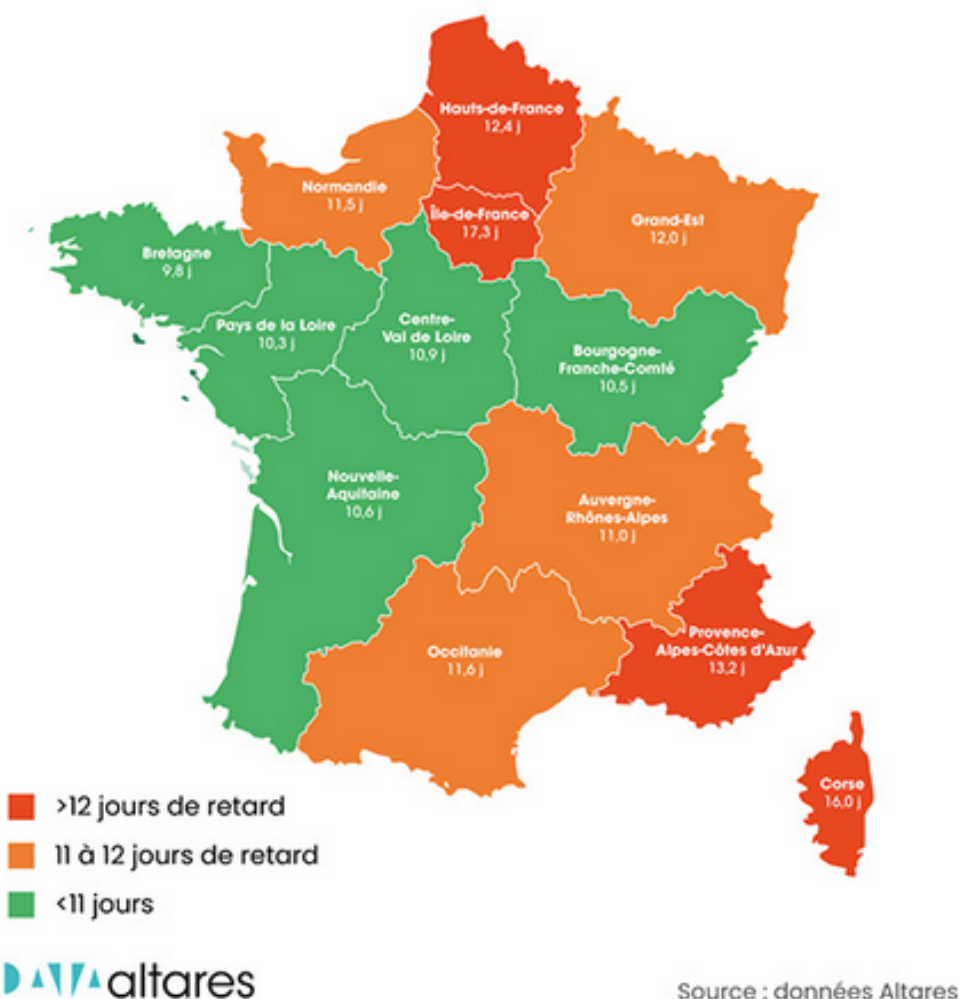 Hauts-de-France
12,4 j
Normandie
11,5 j
Île-de-France
17,3 j
Grand-Est
12,0 j
Bretagne
9,8 j
Pays de la Loire
10,3 j
Centre-
Val de Loire
10,9 j
Bourgogne-
Franche-Comté
10,5 j
Nouvelle-
Aquitaine
10,6 j
Auvergne-
Rhônes-Alpes
11,0 j
Occitanie
11,6 j
Provence-
Alpes-Côtes d'Azur
13,2 j
Corse
16,0 j
>12 jours de retard
11 à 12 jours de retard
<11 jours
DATA altares
Source : données Altares